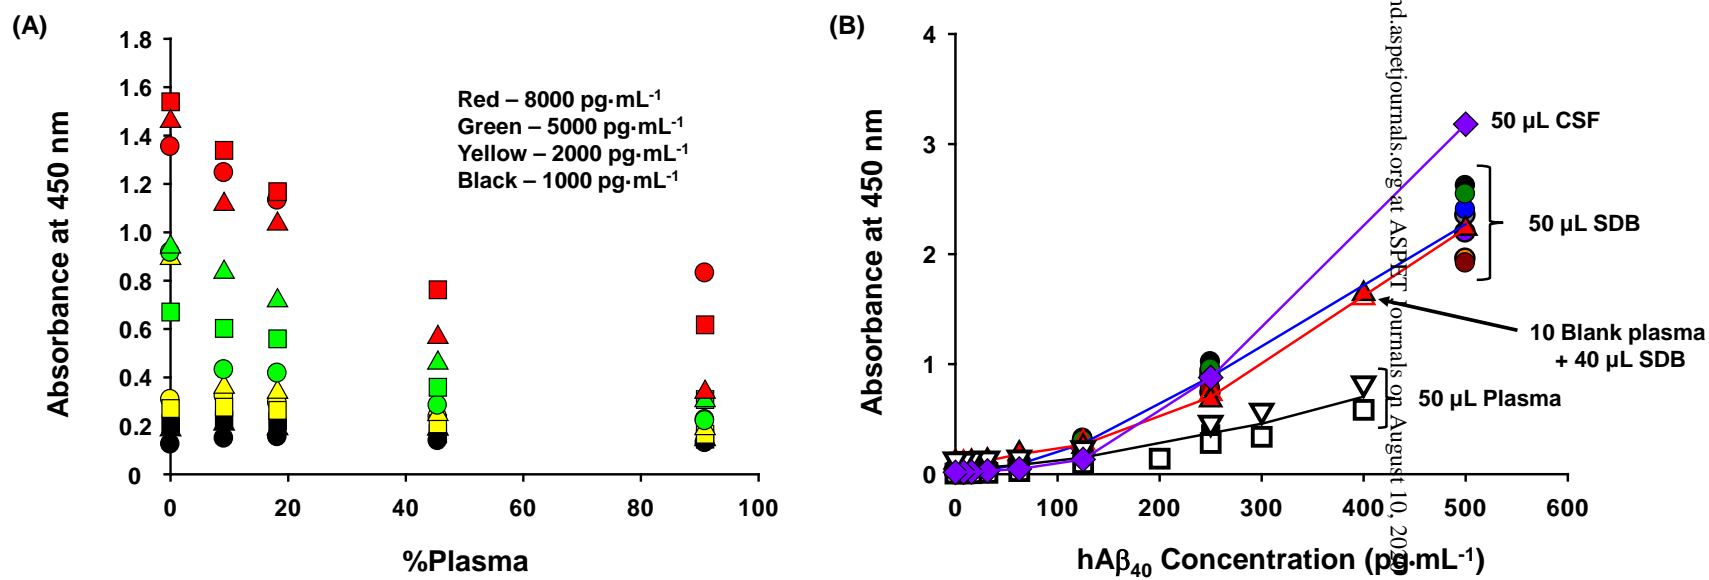 (A)
1.8
1.6
1.4
1.2
1.0
0.8
0.6
0.4
0.2
0
0
20
40
60
80
100
Absorbance at 450 nm
%Plasma
Red – 8000 pg·mL-1
Green – 5000 pg·mL-1
Yellow – 2000 pg·mL-1
Black – 1000 pg·mL-1
(B)
4
3
2
1
0
0
100
200
300
400
500
600
Absorbance at 450 nm
hAβ40 Concentration (pg·mL-1)
50 µL CSF
50 µL SDB
10 Blank plasma
+ 40 µL SDB
50 µL Plasma
nd.aspetjournals.org at ASPET Journals on August 10, 20